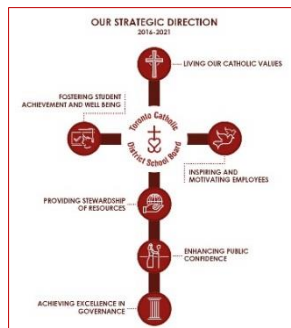 OUR STRATEGIC DIRECTION
2016-2021
LIVING OUR CATHOLIC VALUES
FOSTERING STUDENT
ACHIEVEMENT AND WELL BEING
Toronto Catholic
District School Board
INSPIRING AND
MOTIVATING EMPLOYEES
PROVIDING STEWARDSHIP
OF RESOURCES
ENHANCING PUBLIC
CONFIDENCE
ACHIEVING EXCELLENCE IN
GOVERNANCE